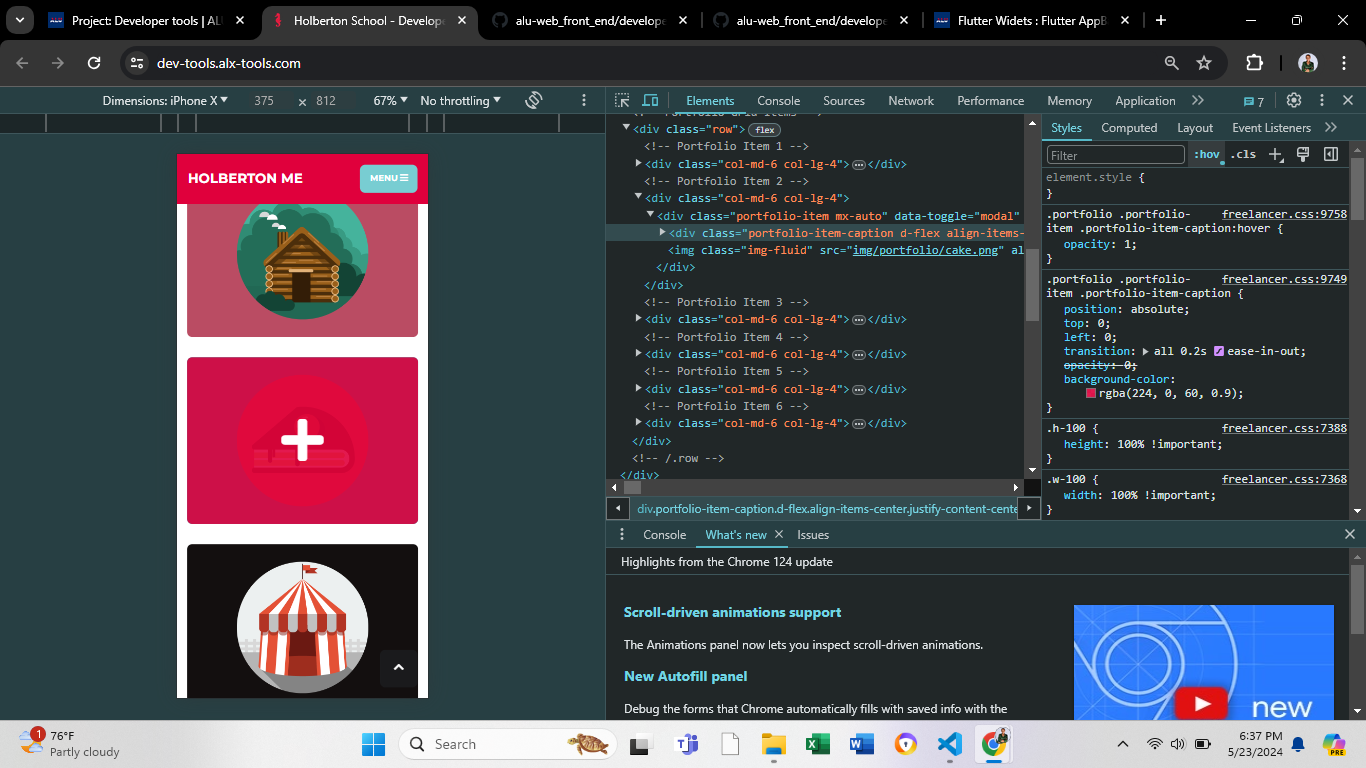 Project: Developer tools | ALU
Holberton School - Develope
alu-web_front_end/develope
alu-web_front_end/develope
Flutter Widets : Flutter AppB
dev-tools.alx-tools.com
Dimensions: iPhone X
375
×
812
67%
No throttling
Elements
Console
Sources
Network
Performance
Memory
Application
7
HOLBERTON ME
MENU
<!-- Portfolio Grid Items -->
<div class="row">
flex
<!-- Portfolio Item 1 -->
<div class="col-md-6 col-lg-4"> ⋯ </div>
<!-- Portfolio Item 2 -->
<div class="col-md-6 col-lg-4">
<div class="portfolio-item mx-auto" data-toggle="modal"
<div class="portfolio-item-caption d-flex align-items-
<img class="img-fluid" src="img/portfolio/cake.png" al
</div>
</div>
<!-- Portfolio Item 3 -->
<div class="col-md-6 col-lg-4"> ⋯ </div>
<!-- Portfolio Item 4 -->
<div class="col-md-6 col-lg-4"> ⋯ </div>
<!-- Portfolio Item 5 -->
<div class="col-md-6 col-lg-4"> ⋯ </div>
<!-- Portfolio Item 6 -->
<div class="col-md-6 col-lg-4"> ⋯ </div>
</div>
<!-- /.row -->
</div>
div.portfolio-item-caption.d-flex.align-items-center.justify-content-cente
Styles
Computed
Layout
Event Listeners
Filter
:hov
.cls
element.style {
}
.portfolio .portfolio-
freelancer.css:9758
item .portfolio-item-caption:hover {
opacity: 1;
}
.portfolio .portfolio-
freelancer.css:9749
item .portfolio-item-caption {
position: absolute;
top: 0;
left: 0;
transition: all 0.2s ease-in-out;
opacity: 0;
background-color:
rgba(224, 0, 60, 0.9);
}
.h-100 {
freelancer.css:7388
height: 100% !important;
}
.w-100 {
freelancer.css:7368
width: 100% !important;
}
Console
What's new
Issues
Highlights from the Chrome 124 update
Scroll-driven animations support
The Animations panel now lets you inspect scroll-driven animations.
New Autofill panel
Debug the forms that Chrome automatically fills with saved info with the
new
1
76°F
Partly cloudy
Search
PRE
6:37 PM
5/23/2024